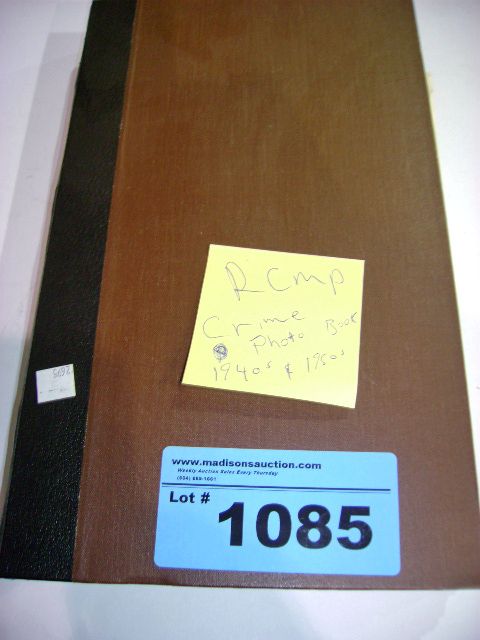 RCMP
Crime
Photo Book
1940s & 1950s
www.madisonsauction.com
Weekly Auction Sales Every Thursday
Lot #
1085